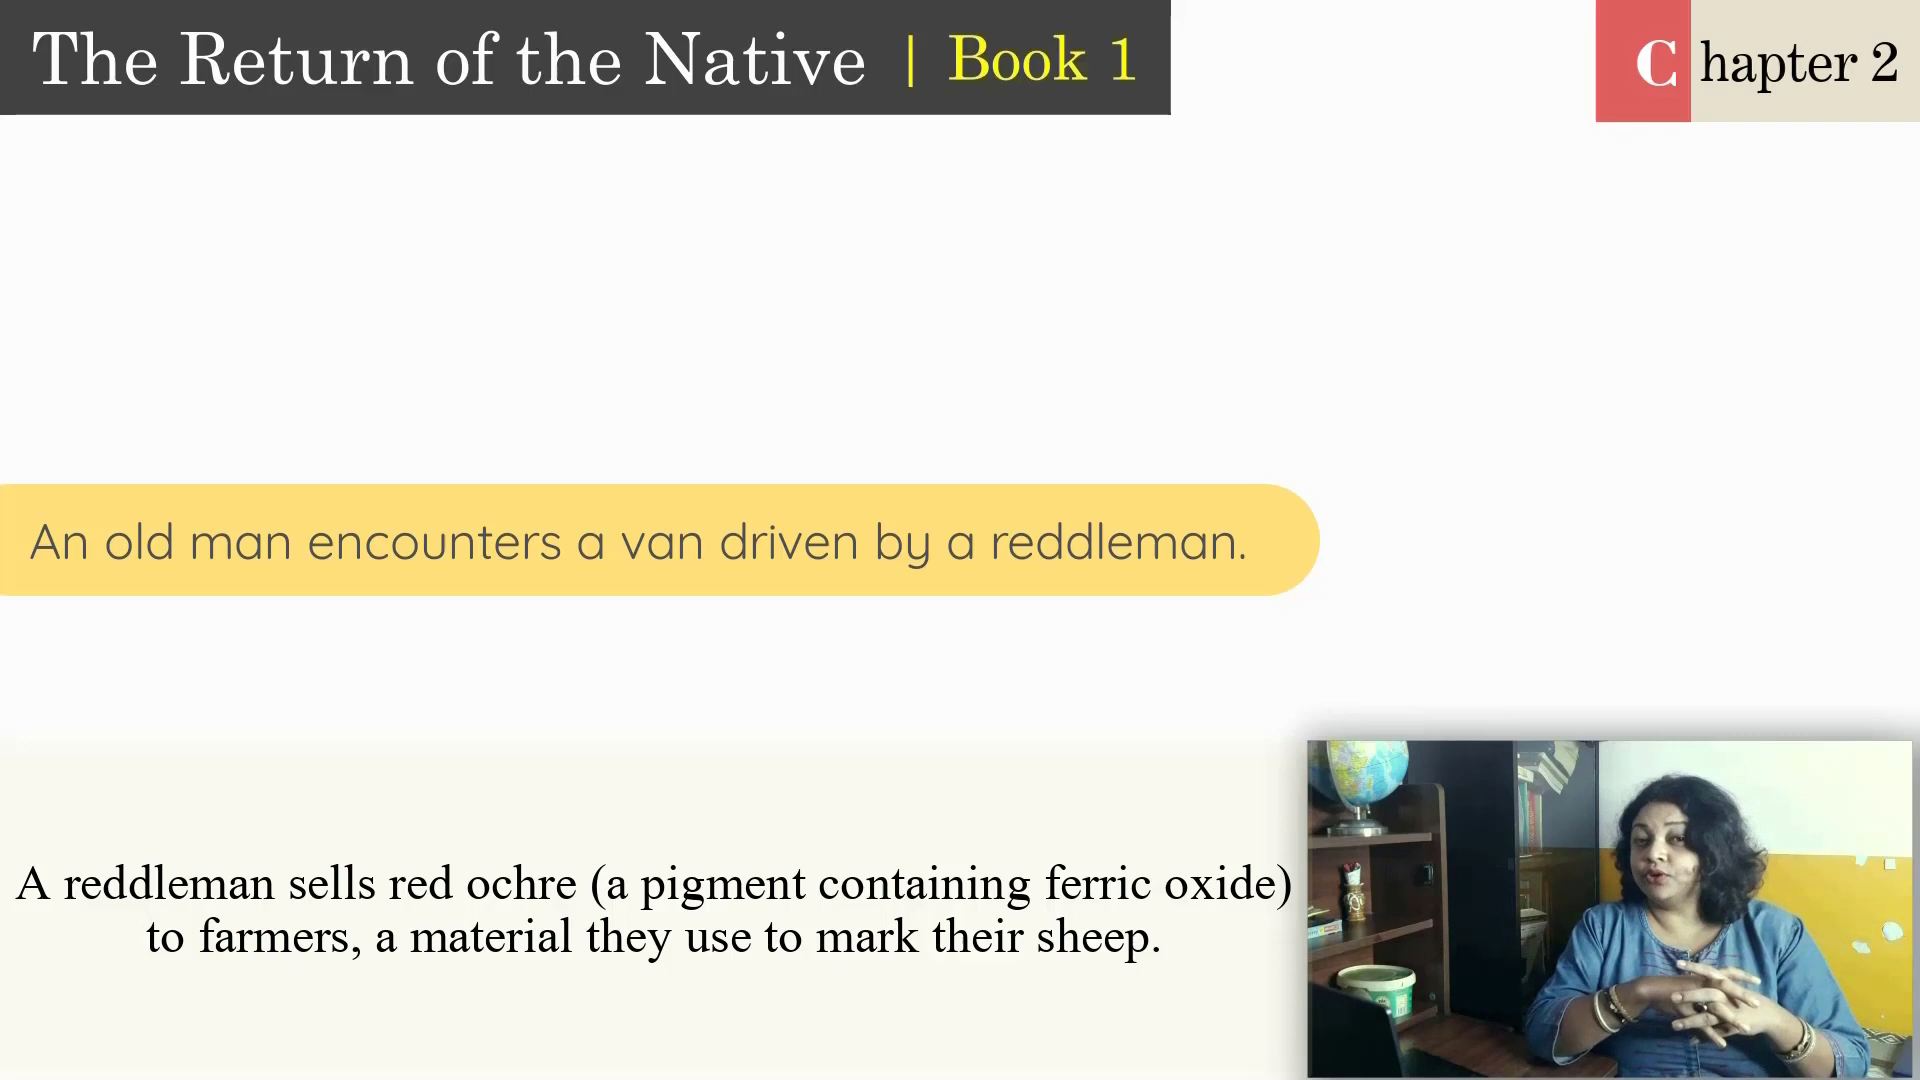 The Return of the Native | Book 1
Chapter 2
An old man encounters a van driven by a reddleman.
A reddleman sells red ochre (a pigment containing ferric oxide)
to farmers, a material they use to mark their sheep.